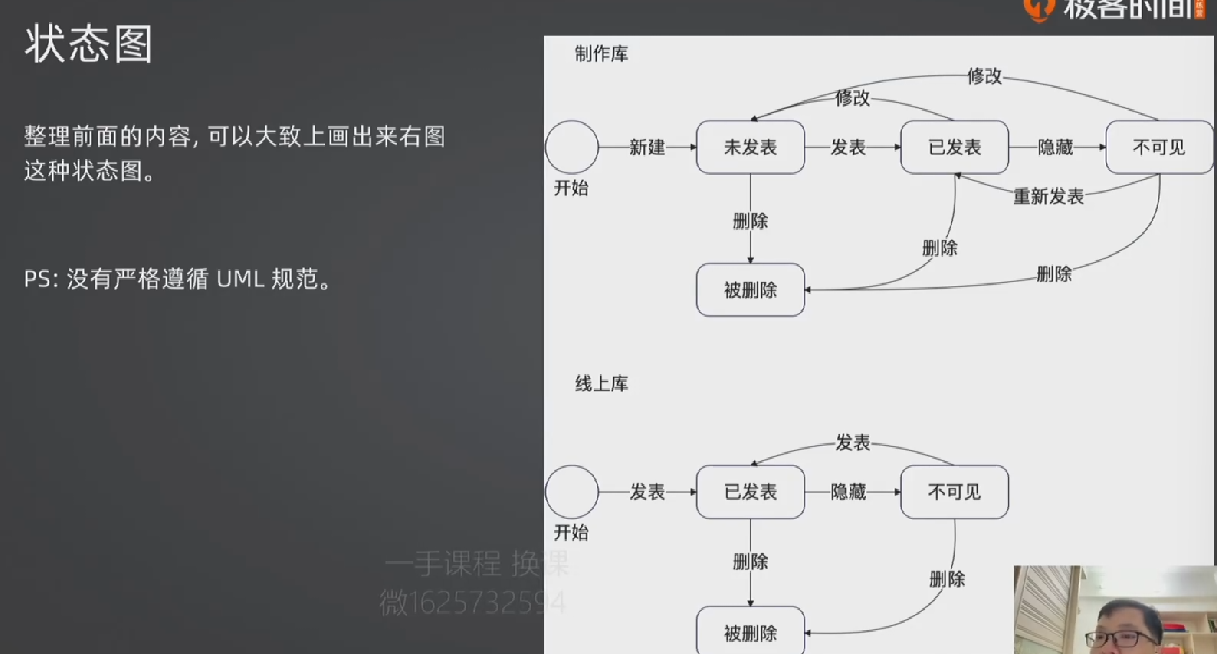 极客时间
状态图
整理前面的内容, 可以大致上画出来右图
这种状态图。
PS: 没有严格遵循 UML 规范。
制作库
修改
修改
新建
未发表
发表
已发表
隐藏
不可见
开始
重新发表
删除
删除
删除
被删除
线上库
发表
发表
已发表
隐藏
不可见
开始
删除
删除
被删除
一手课程 换课
微1625732594